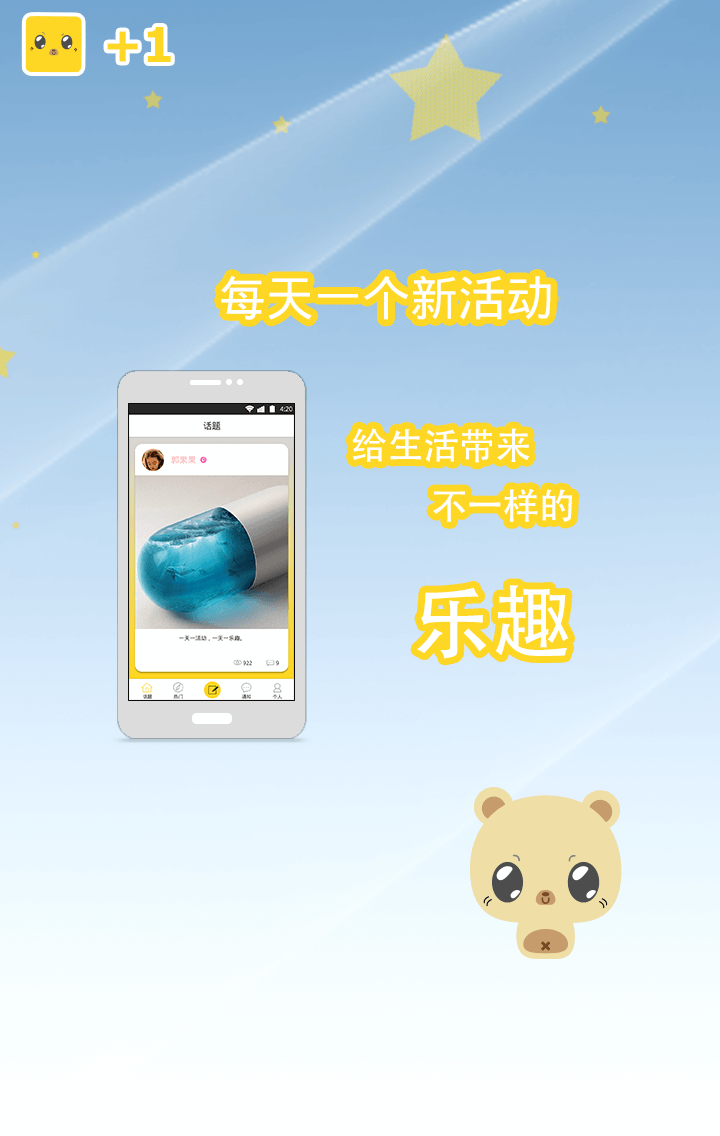 +1
每天一个新活动
给生活带来
不一样的
乐趣
4:20
话题
郭果果
一天一活动，一天一乐趣。
922
9
话题 热门 通知 个人